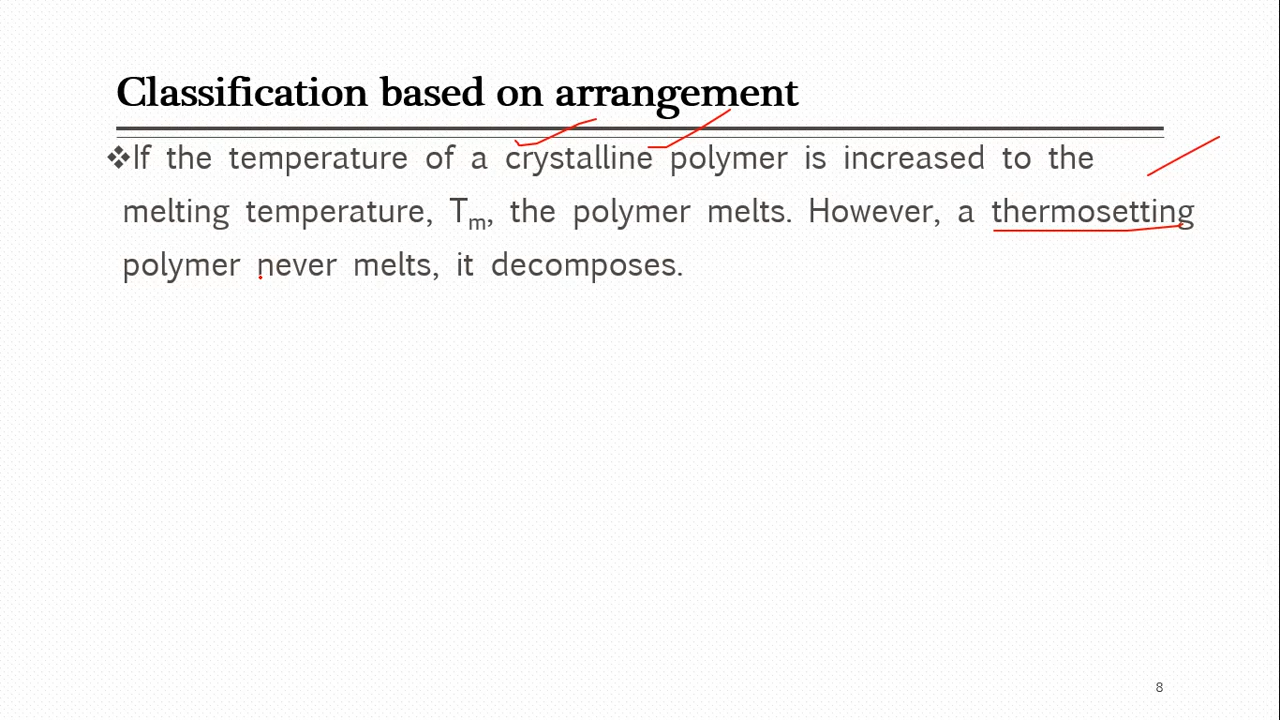 Classification based on arrangement
❖If the temperature of a crystalline polymer is increased to the
melting temperature, Tm, the polymer melts. However, a thermosetting
polymer never melts, it decomposes.
8